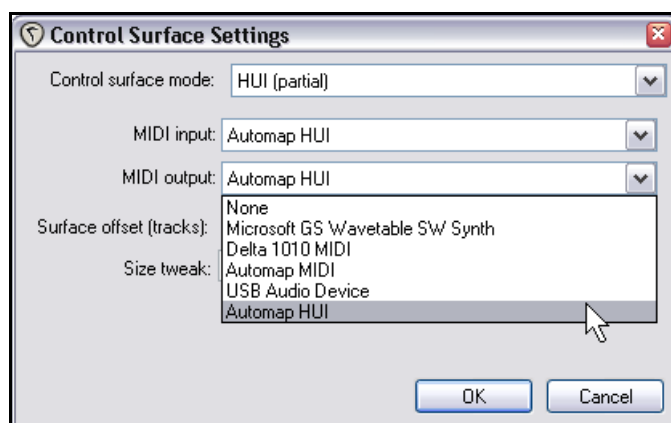 Control Surface Settings
Control surface mode: HUI (partial)
MIDI input: Automap HUI
MIDI output: Automap HUI
None
Microsoft GS Wavetable SW Synth
Surface offset (tracks):
Delta 1010 MIDI
Size tweak:
Automap MIDI
USB Audio Device
Automap HUI
OK Cancel